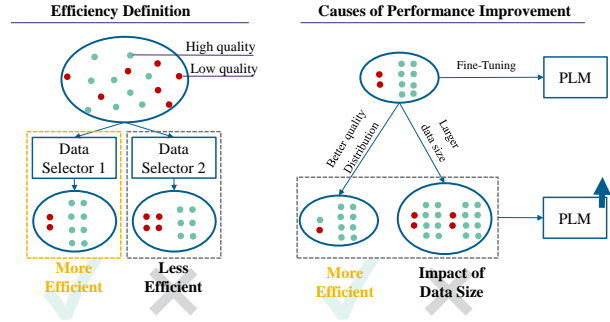 Efficiency Definition
High quality
Low quality
Data
Selector 1
Data
Selector 2
More
Efficient
Less
Efficient
Causes of Performance Improvement
Fine-Tuning
PLM
Better quality
Distribution
Larger
data size
PLM
More
Efficient
Impact of
Data Size